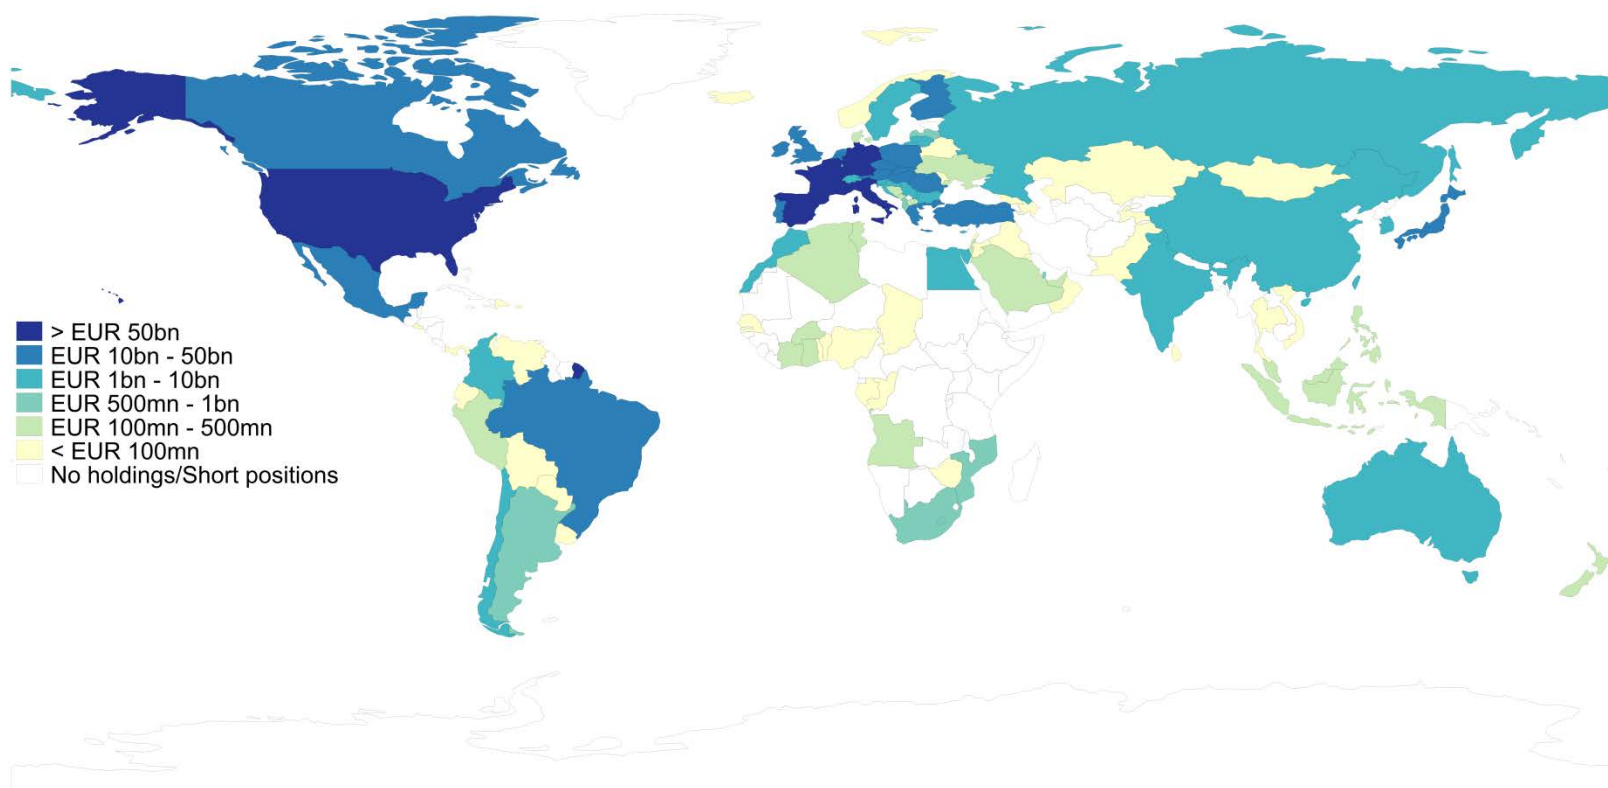 > EUR 50bn
EUR 10bn - 50bn
EUR 1bn - 10bn
EUR 500mn - 1bn
EUR 100mn - 500mn
< EUR 100mn
No holdings/Short positions